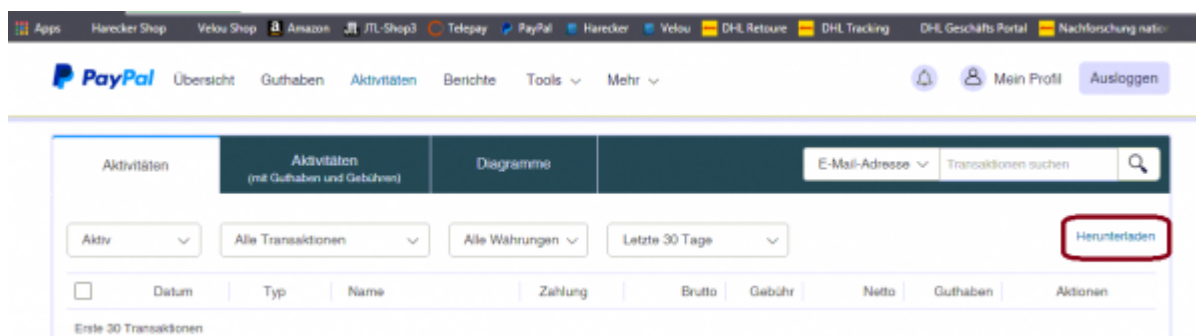 Apps Harecker Shop Velou Shop Amazon JTL-Shop3 Telepay PayPal Harecker Velou DHL Retoure DHL Tracking DHL Geschäfts Portal Nachforschung natio
PayPal Übersicht Guthaben Aktivitäten Berichte Tools Mehr Mein Profil Ausloggen
Aktivitäten Aktivitäten Diagramme E-Mail-Adresse Transaktionen suchen
(mit Guthaben und Gebühren)
Aktiv Alle Transaktionen Alle Währungen Letzte 30 Tage Herunterladen
Datum Typ Name Zahlung Brutto Gebühr Netto Guthaben Aktionen
Erste 30 Transaktionen